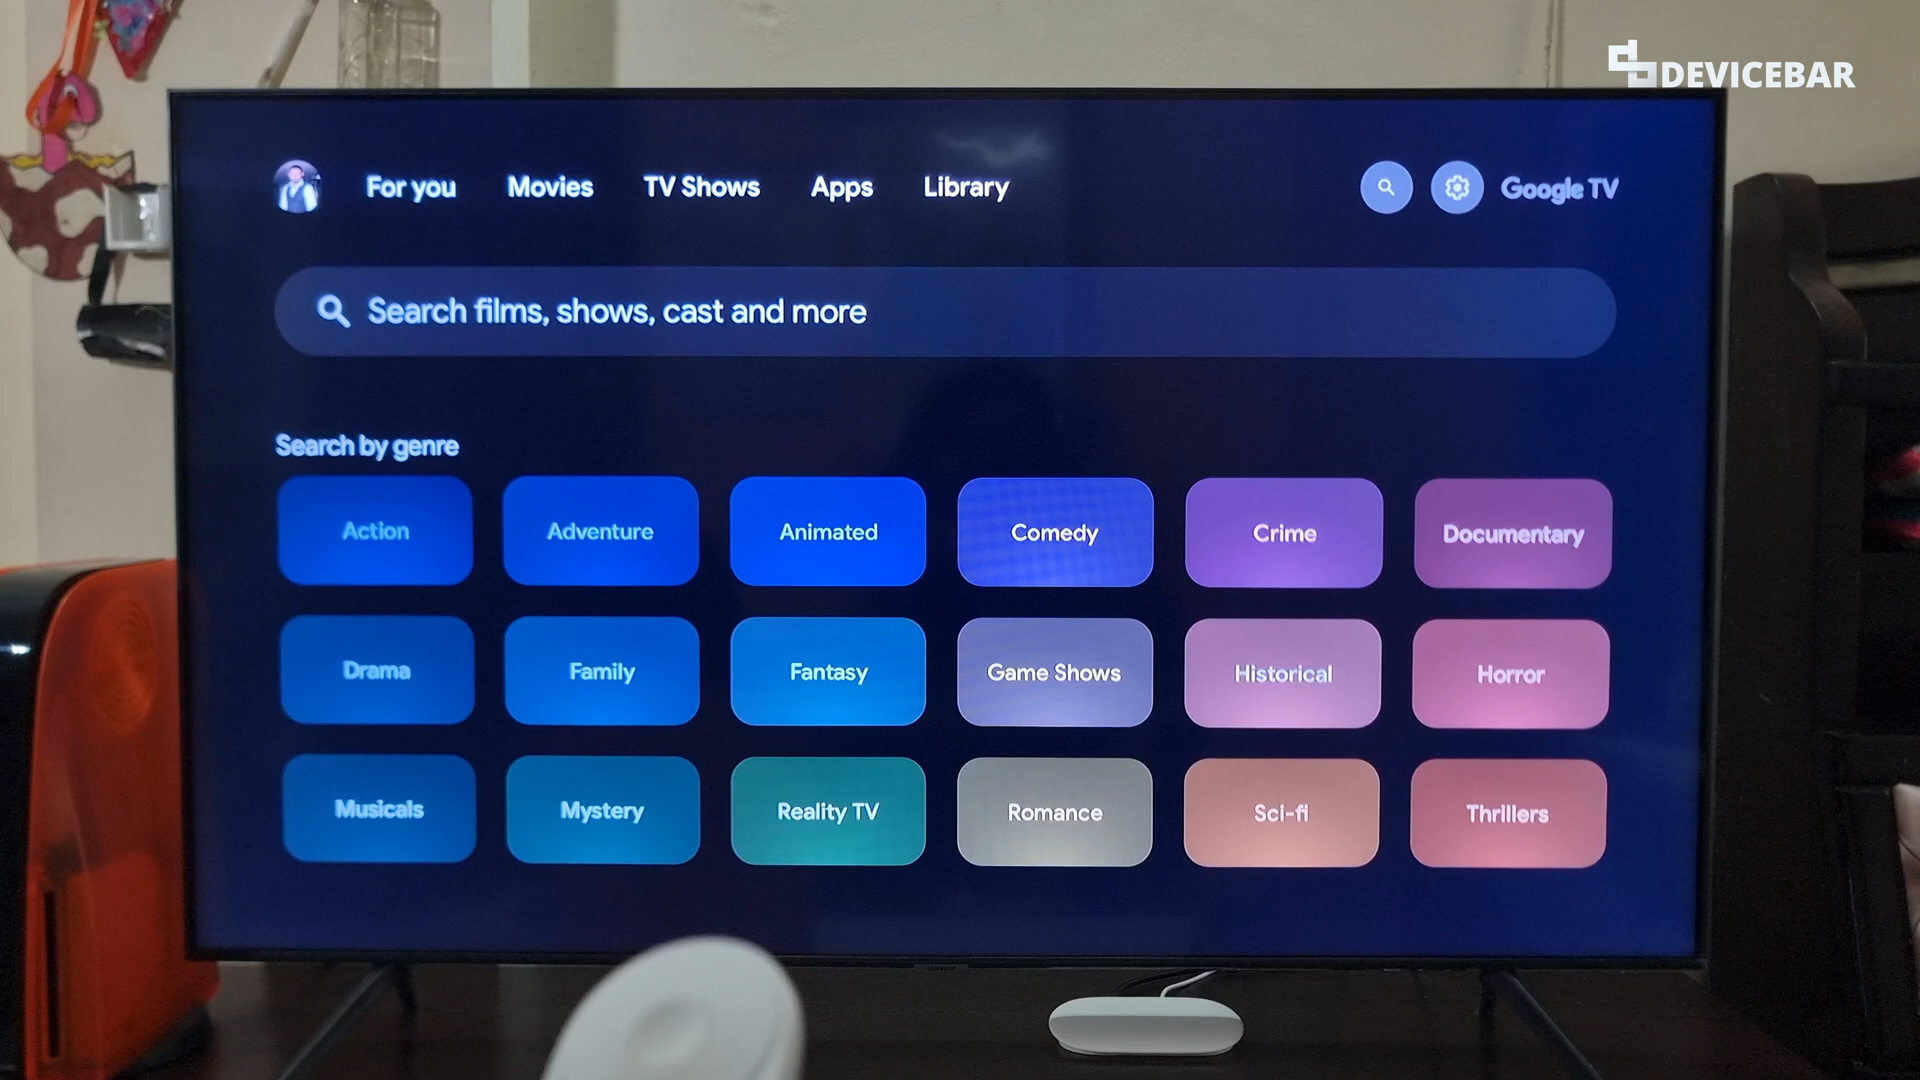 DEVICEBAR
For you Movies TV Shows Apps Library Google TV
Search films, shows, cast and more
Search by genre
Action Adventure Animated Comedy Crime Documentary
Drama Family Fantasy Game Shows Historical Horror
Musicals Mystery Reality TV Romance Sci-fi Thrillers